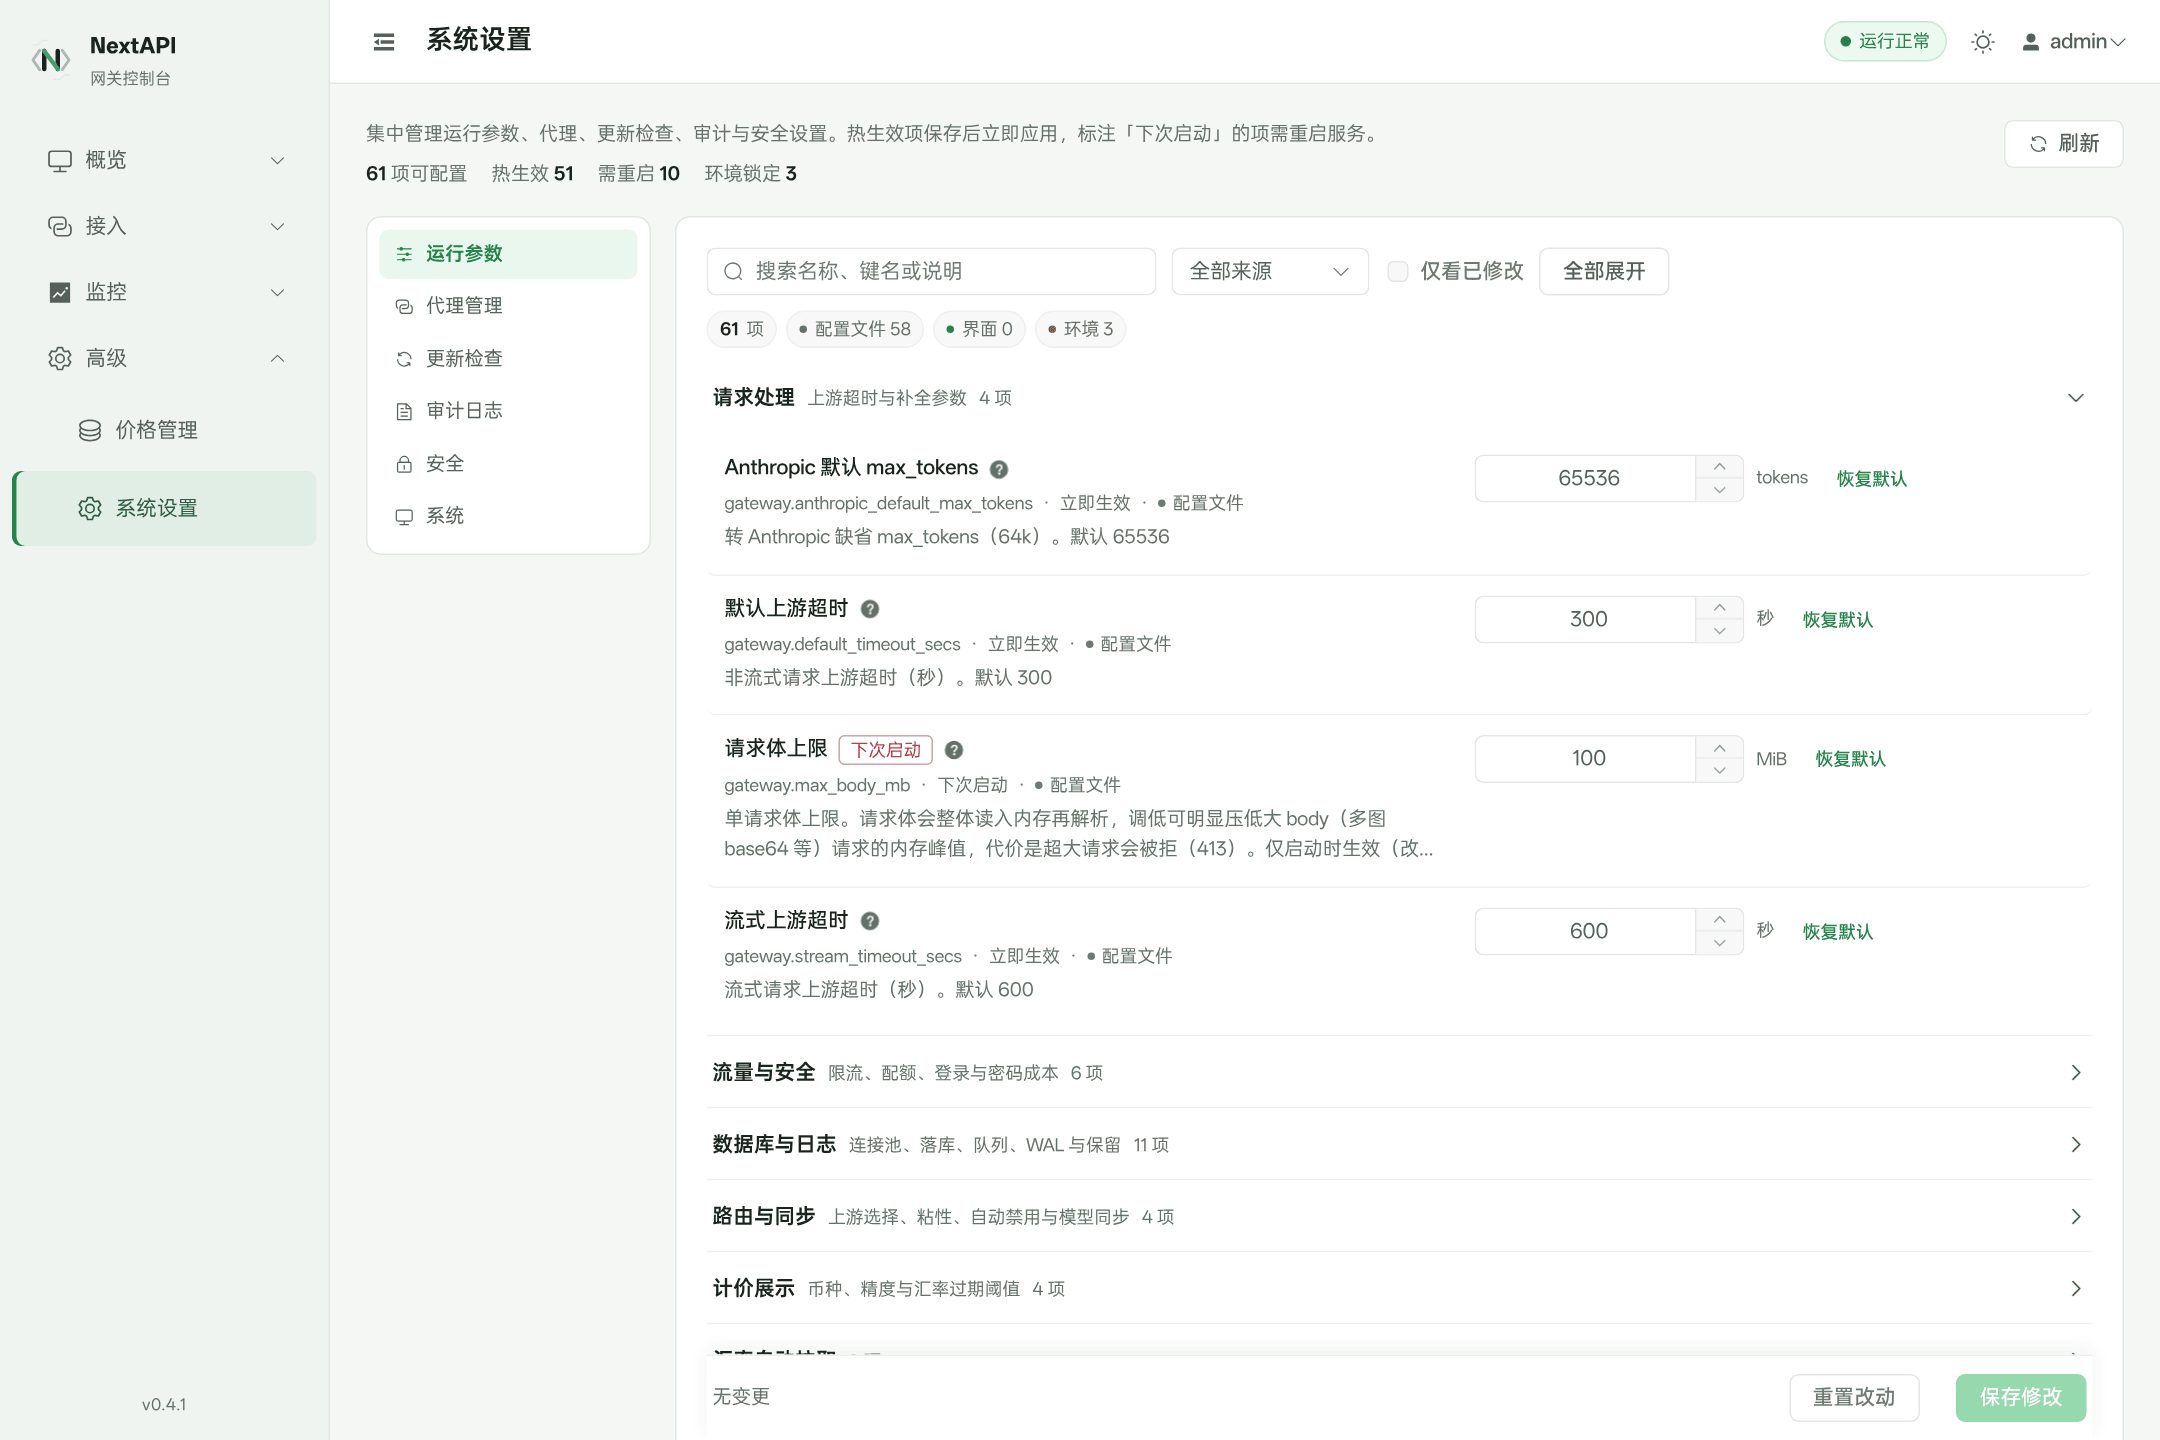 NextAPI
网关控制台
概览
接入
监控
高级
价格管理
系统设置
v0.4.1
系统设置
运行正常
admin
集中管理运行参数、代理、更新检查、审计与安全设置。热生效项保存后立即应用，标注「下次启动」的项需重启服务。
61 项可配置 热生效 51 需重启 10 环境锁定 3
刷新
运行参数
代理管理
更新检查
审计日志
安全
系统
搜索名称、键名或说明
全部来源
仅看已修改
全部展开
61 项
配置文件 58
界面 0
环境 3
请求处理 上游超时与补全参数 4 项
Anthropic 默认 max_tokens
gateway.anthropic_default_max_tokens · 立即生效 · 配置文件
转 Anthropic 缺省 max_tokens（64k）。默认 65536
65536 tokens 恢复默认
默认上游超时
gateway.default_timeout_secs · 立即生效 · 配置文件
非流式请求上游超时（秒）。默认 300
300 秒 恢复默认
请求体上限 下次启动
gateway.max_body_mb · 下次启动 · 配置文件
单请求体上限。请求体会整体读入内存再解析，调低可明显压低大 body（多图
base64 等）请求的内存峰值，代价是超大请求会被拒（413）。仅启动时生效（改...
100 MiB 恢复默认
流式上游超时
gateway.stream_timeout_secs · 立即生效 · 配置文件
流式请求上游超时（秒）。默认 600
600 秒 恢复默认
流量与安全 限流、配额、登录与密码成本 6 项
数据库与日志 连接池、落库、队列、WAL 与保留 11 项
路由与同步 上游选择、粘性、自动禁用与模型同步 4 项
计价展示 币种、精度与汇率过期阈值 4 项
无变更
重置改动
保存修改